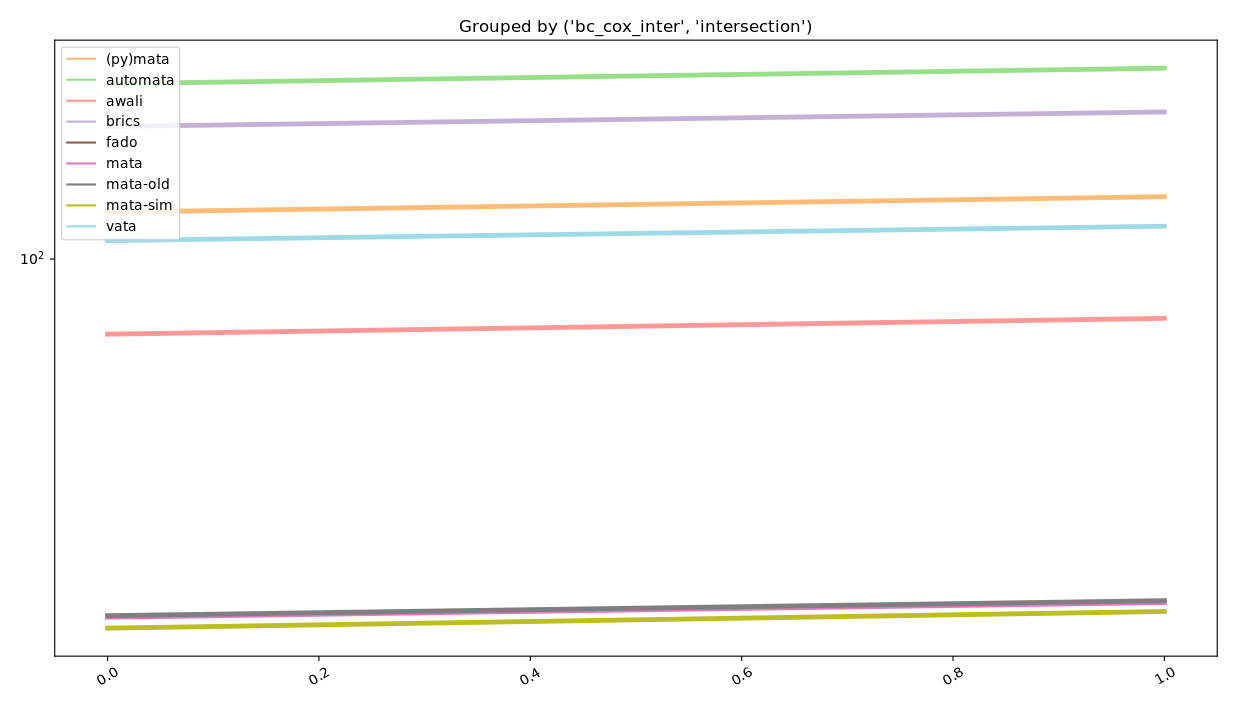 Grouped by ('bc_cox_inter', 'intersection')
(py)mata
automata
awali
brics
fado
mata
mata-old
mata-sim
vata
10²
0.0 0.2 0.4 0.6 0.8 1.0